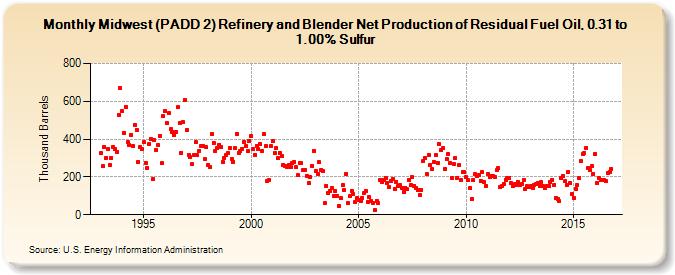 Monthly Midwest (PADD 2) Refinery and Blender Net Production of Residual Fuel Oil, 0.31 to
1.00% Sulfur
Thousand Barrels
800
600
400
200
0
1995
2000
2005
2010
2015
Source: U.S. Energy Information Administration